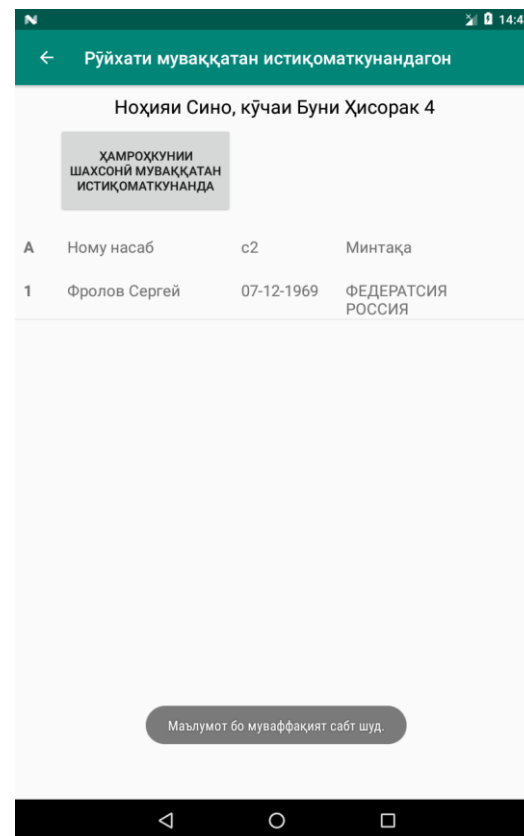 14:4
Рӯйхати муваққатан истиқоматкунандагон
Ноҳияи Сино, кӯчаи Буни Ҳисорак 4
ҲАМРОҲКУНИИ
ШАХСОНӢ МУВАҚҚАТАН
ИСТИҚОМАТКУНАНДА
А Ному насаб с2 Минтақа
1 Фролов Сергей 07-12-1969 ФЕДЕРАТСИЯ
РОССИЯ
Маълумот бо муваффақият сабт шуд.